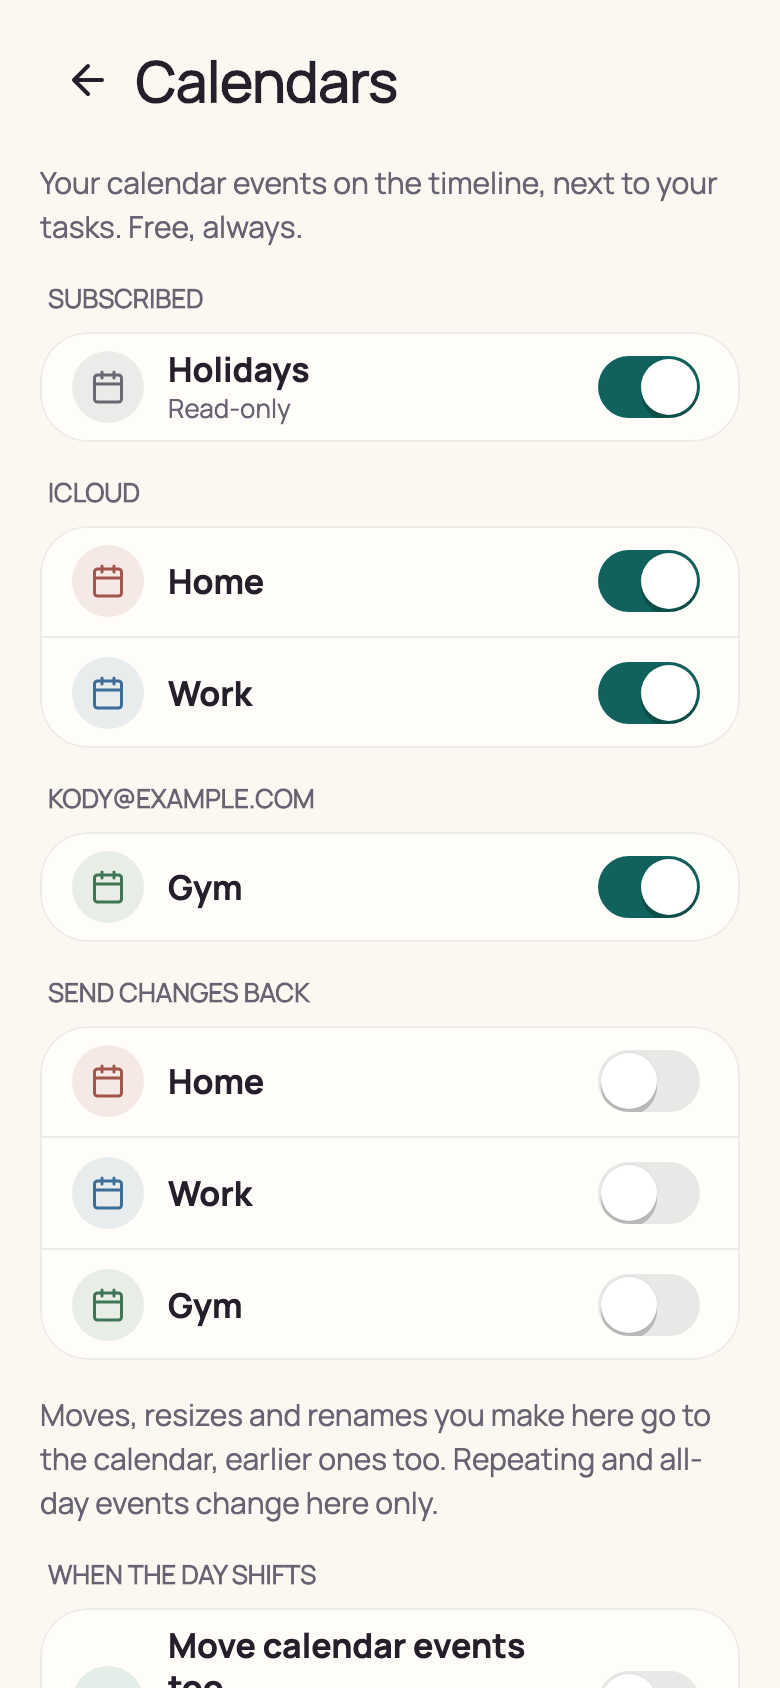 Calendars
Your calendar events on the timeline, next to your
tasks. Free, always.
SUBSCRIBED
Holidays
Read-only
ICLOUD
Home
Work
KODY@EXAMPLE.COM
Gym
SEND CHANGES BACK
Home
Work
Gym
Moves, resizes and renames you make here go to
the calendar, earlier ones too. Repeating and all-
day events change here only.
WHEN THE DAY SHIFTS
Move calendar events
too